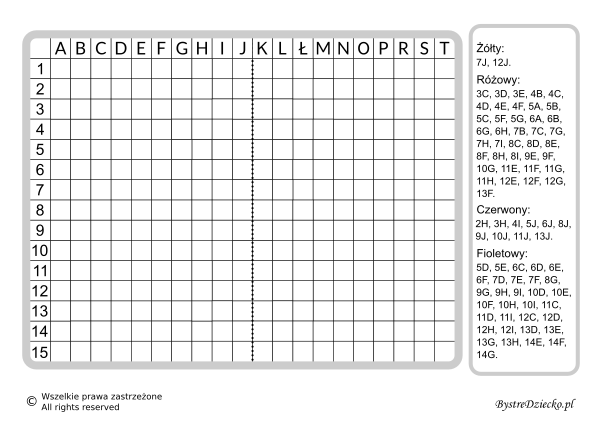 A B C D E F G H I J K L Ł M N O P R S T
1
2
3
4
5
6
7
8
9
10
11
12
13
14
15
Żółty:
7J, 12J.
Różowy:
3C, 3D, 3E, 4B, 4C,
4D, 4E, 4F, 5A, 5B,
5C, 5F, 5G, 6A, 6B,
6G, 6H, 7B, 7C, 7G,
7H, 7I, 8C, 8D, 8E,
8F, 8H, 8I, 9E, 9F,
10G, 11E, 11F, 11G,
11H, 12E, 12F, 12G,
13F.
Czerwony:
2H, 3H, 4I, 5J, 6J, 8J,
9J, 10J, 11J, 13J.
Fioletowy:
5D, 5E, 6C, 6D, 6E,
6F, 7D, 7E, 7F, 8G,
9G, 9H, 9I, 10D, 10E,
10F, 10H, 10I, 11C,
11D, 11I, 12C, 12D,
12H, 12I, 13D, 13E,
13G, 13H, 14E, 14F,
14G.
© Wszelkie prawa zastrzeżone
All rights reserved
BystreDziecko.pl